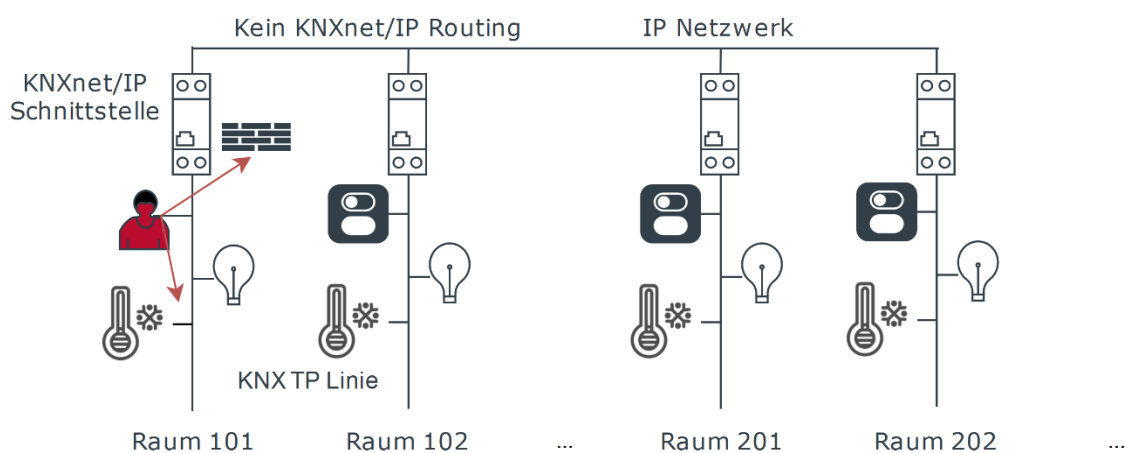 Kein KNXnet/IP Routing
IP Netzwerk
KNXnet/IP
Schnittstelle
KNX TP Linie
Raum 101
Raum 102
...
Raum 201
Raum 202
...